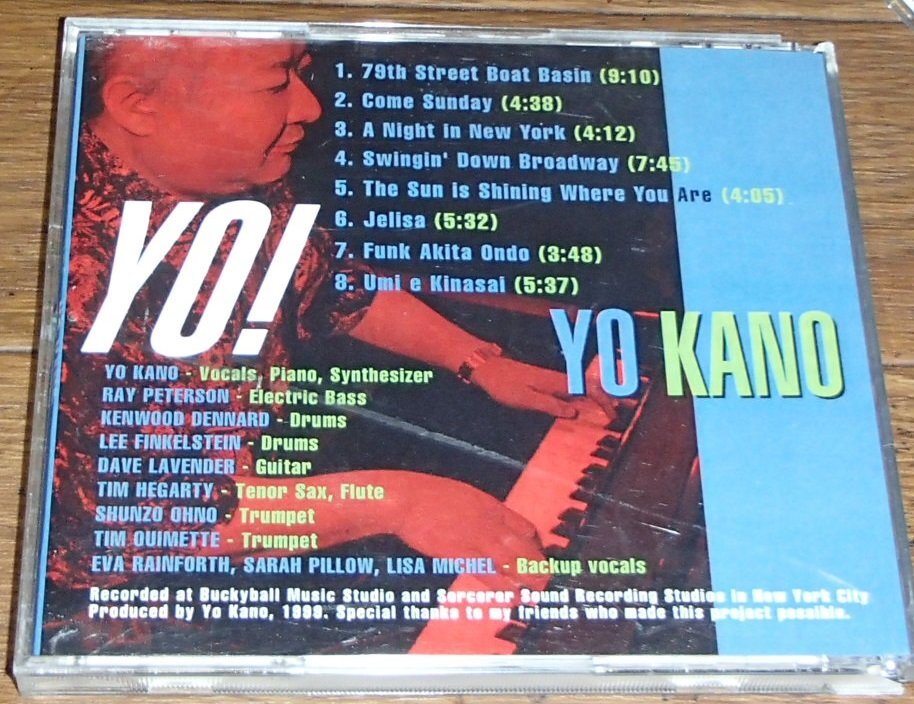 1. 79th Street Boat Basin (9:10)
2. Come Sunday (4:38)
3. A Night in New York (4:12)
4. Swingin' Down Broadway (7:45)
5. The Sun is Shining Where You Are (4:05)
6. Jelisa (5:32)
7. Funk Akita Ondo (3:48)
8. Umi e Kinasai (5:37)
YO!
YO KANO
YO KANO - Vocals, Piano, Synthesizer
RAY PETERSON - Electric Bass
KENWOOD DENNARD - Drums
LEE FINKELSTEIN - Drums
DAVE LAVENDER - Guitar
TIM HEGARTY - Tenor Sax, Flute
SHUNZO OHNO - Trumpet
TIM OUIMETTE - Trumpet
EVA RAINFORTH, SARAH PILLOW, LISA MICHEL - Backup vocals
Recorded at Buckyball Music Studio and Sorcerer Sound Recording Studios in New York City
Produced by Yo Kano, 1999. Special thanks to my friends who made this project possible.